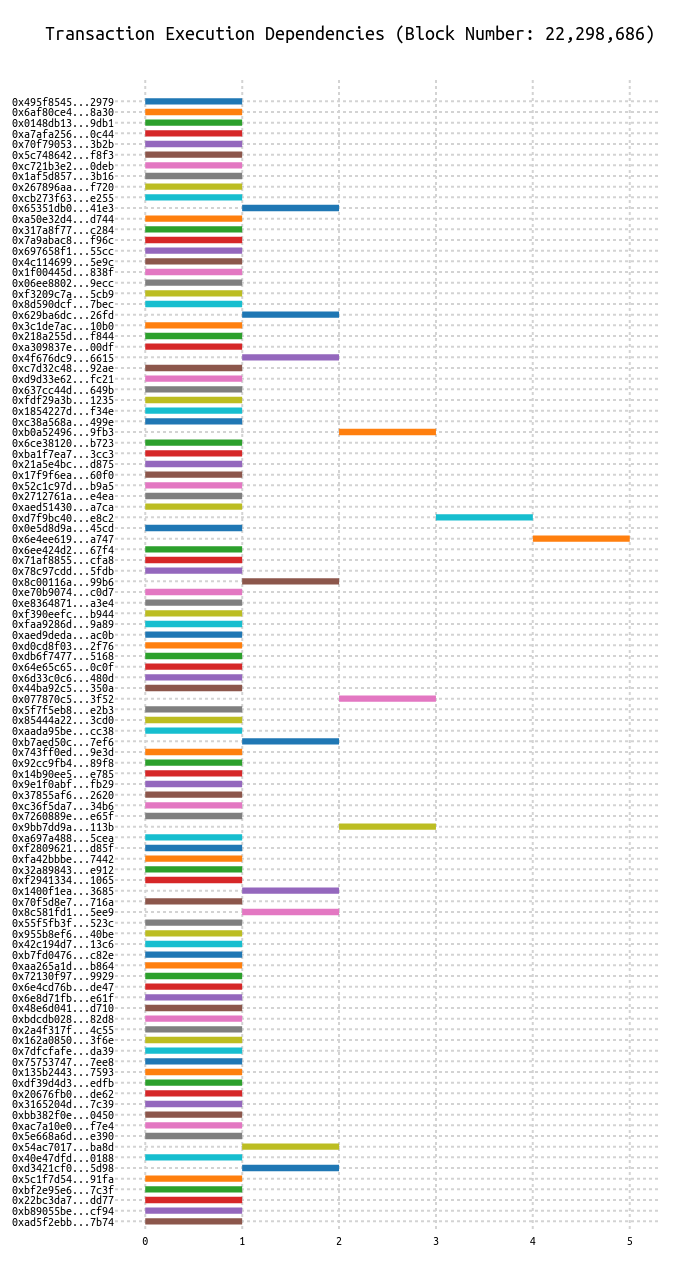 Transaction Execution Dependencies (Block Number: 22,298,686)
0x495f8545...2979
0x6af80ce4...8a30
0x0148db13...9db1
0xa7afa256...0c44
0x70f79053...3b2b
0x5c748642...f8f3
0xc721b3e2...0deb
0x1af5d857...3b16
0x267896aa...f720
0xcb273f63...e255
0x65351db0...41e3
0xa50e32d4...d744
0x317a8f77...c284
0x7a9abac8...f96c
0x697658f1...55cc
0x4c114699...5e9c
0x1f00445d...838f
0x06ee8802...9ecc
0xf3209c7a...5cb9
0x8d590dcf...7bec
0x629ba6dc...26fd
0x3c1de7ac...10b0
0x218a255d...f844
0xa309837e...00df
0x4f676dc9...6615
0xc7d32c48...92ae
0xd9d33e62...fc21
0x637cc44d...649b
0xfdf29a3b...1235
0x1854227d...f34e
0xc38a568a...499e
0xb0a52496...9fb3
0x6ce38120...b723
0xba1f7ea7...3cc3
0x21a5e4bc...d875
0x17f9f6ea...60f0
0x52c1c97d...b9a5
0x2712761a...e4ea
0xaed51430...a7ca
0xd7f9bc40...e8c2
0x0e5d8d9a...45cd
0x6e4ee619...a747
0x6ee424d2...67f4
0x71af8855...cfa8
0x78c97cdd...5fdb
0x8c00116a...99b6
0xe70b9074...c0d7
0xe8364871...a3e4
0xf390eefc...b944
0xfaa9286d...9a89
0xaed9deda...ac0b
0xd0cd8f03...2f76
0xdb6f7477...5168
0x64e65c65...0c0f
0x6d33c0c6...480d
0x44ba92c5...350a
0x077870c5...3f52
0x5f7f5eb8...e2b3
0x85444a22...3cd0
0xaada95be...cc38
0xb7aed50c...7ef6
0x743ff0ed...9e3d
0x92cc9fb4...89f8
0x14b90ee5...e785
0x9e1f0abf...fb29
0x37855af6...2620
0xc36f5da7...34b6
0x7260889e...e65f
0x9bb7dd9a...113b
0xa697a488...5cea
0xf2809621...d85f
0xfa42bbbe...7442
0x32a89843...e912
0xf2941334...1065
0x1400f1ea...3685
0x70f5d8e7...716a
0x8c581fd1...5ee9
0x55f5fb3f...523c
0x955b8ef6...40be
0x42c194d7...13c6
0xb7fd0476...c82e
0xaa265a1d...b864
0x72130f97...9929
0x6e4cd76b...de47
0x6e8d71fb...e61f
0x48e6d041...d710
0xbdcdb028...82d8
0x2a4f317f...4c55
0x162a0850...3f6e
0x7dfcfafe...da39
0x75753747...7ee8
0x135b2443...7593
0xdf39d4d3...edfb
0x20676fb0...de62
0x3165204d...7c39
0xbb382f0e...0450
0xac7a10e0...f7e4
0x5e668a6d...e390
0x54ac7017...ba8d
0x40e47dfd...0188
0xd3421cf0...5d98
0x5c1f7d54...91fa
0xbf2e95e6...7c3f
0x22bc3da7...dd77
0xb89055be...cf94
0xad5f2ebb...7b74
0 1 2 3 4 5